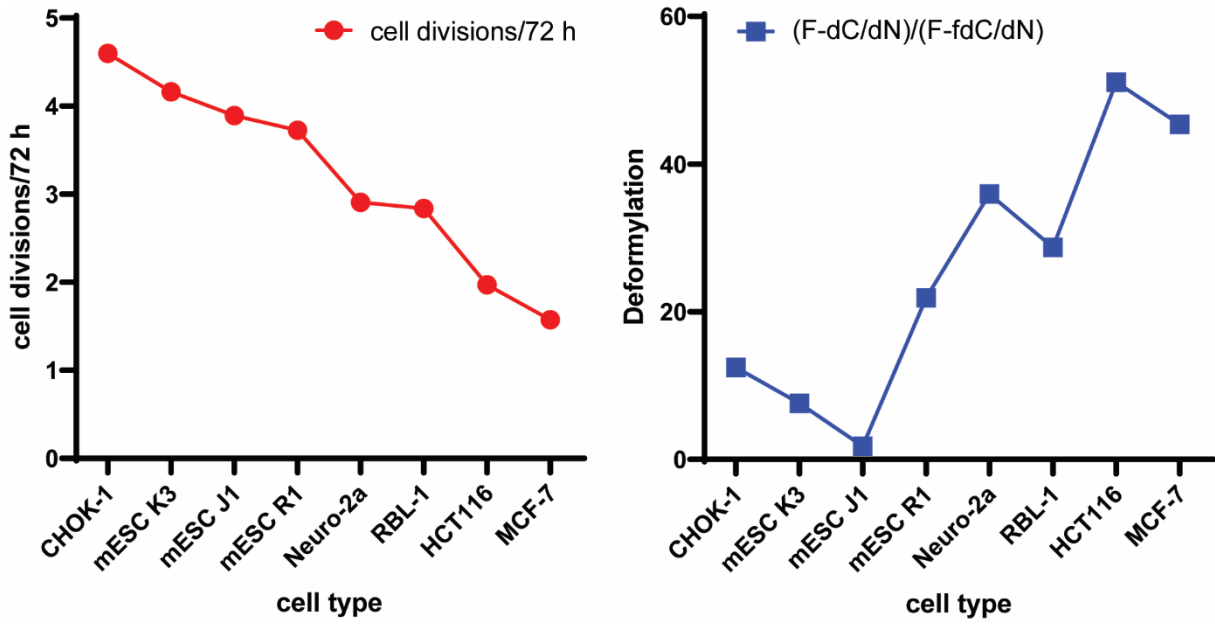 cell divisions/72 h
cell divisions/72 h
5
4
3
2
1
0
CHOK-1
mESC K3
mESC J1
mESC R1
Neuro-2a
RBL-1
HCT116
MCF-7
cell type
(F-dC/dN)/(F-fdC/dN)
Deformylation
60
40
20
0
CHOK-1
mESC K3
mESC J1
mESC R1
Neuro-2a
RBL-1
HCT116
MCF-7
cell type